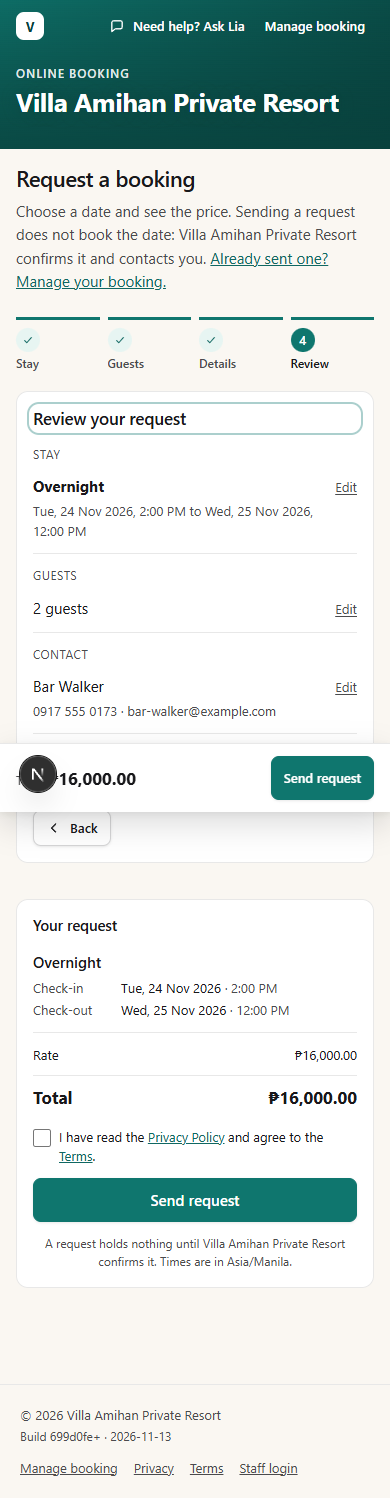 V
Need help? Ask Lia
Manage booking
ONLINE BOOKING
Villa Amihan Private Resort
Request a booking
Choose a date and see the price. Sending a request
does not book the date: Villa Amihan Private Resort
confirms it and contacts you. Already sent one?
Manage your booking.
4
Stay
Guests
Details
Review
Review your request
STAY
Overnight
Edit
Tue, 24 Nov 2026, 2:00 PM to Wed, 25 Nov 2026,
12:00 PM
GUESTS
2 guests
Edit
CONTACT
Bar Walker
Edit
0917 555 0173 · bar-walker@example.com
N
16,000.00
Send request
Back
Your request
Overnight
Check-in
Tue, 24 Nov 2026 · 2:00 PM
Check-out
Wed, 25 Nov 2026 · 12:00 PM
Rate
₱16,000.00
Total
₱16,000.00
I have read the Privacy Policy and agree to the
Terms.
Send request
A request holds nothing until Villa Amihan Private Resort
confirms it. Times are in Asia/Manila.
© 2026 Villa Amihan Private Resort
Build 699d0fe+ · 2026-11-13
Manage booking
Privacy
Terms
Staff login